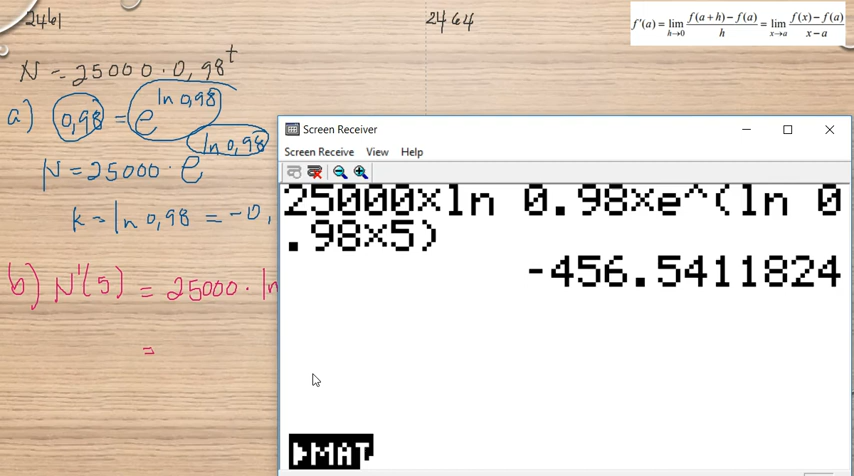 2461
2464
f'(a) = lim h→0 f(a+h)−f(a)/h = lim x→a f(x)−f(a)/x−a
N = 25000 · 0,98^t
a) 0,98 = e^ln 0,98
N = 25000 · e^ln 0,98
k = ln 0,98 = -0,
b) N'(5) = 25000 · ln
=
Screen Receiver
Screen Receive View Help
25000×ln 0.98×e^(ln 0
.98×5)
-456.5411824
▶MAT